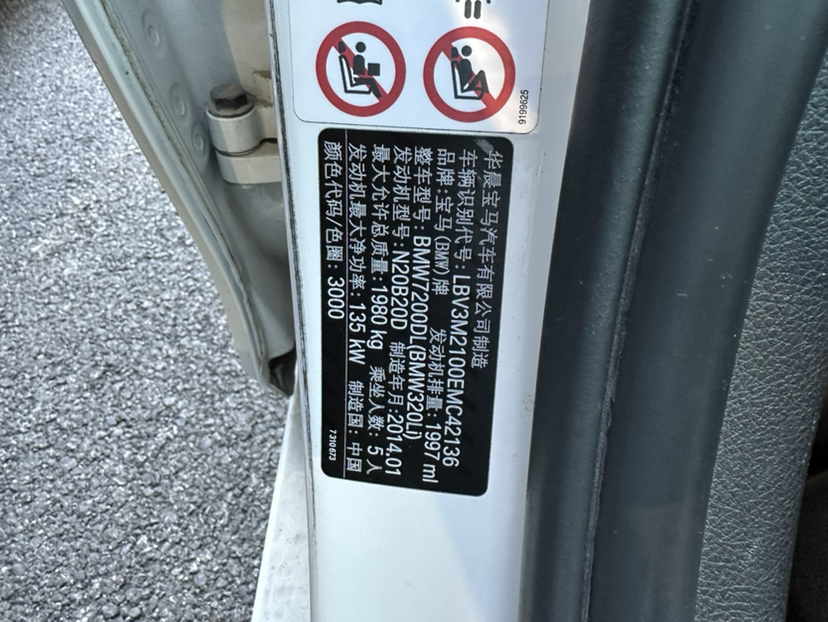 9199625
华晨宝马汽车有限公司制造
车辆识别代号：LBV3M2100EMC42136
品牌：宝马(BMW)牌 发动机排量：1997 ml
整车型号：BMW7200DL(BMW320Li)
发动机型号：N20B20D 制造年月：2014.01
最大允许总质量：1980 kg 乘坐人数：5人
发动机最大净功率：135 kW 制造国：中国
颜色代码/色圈：3000
7310673